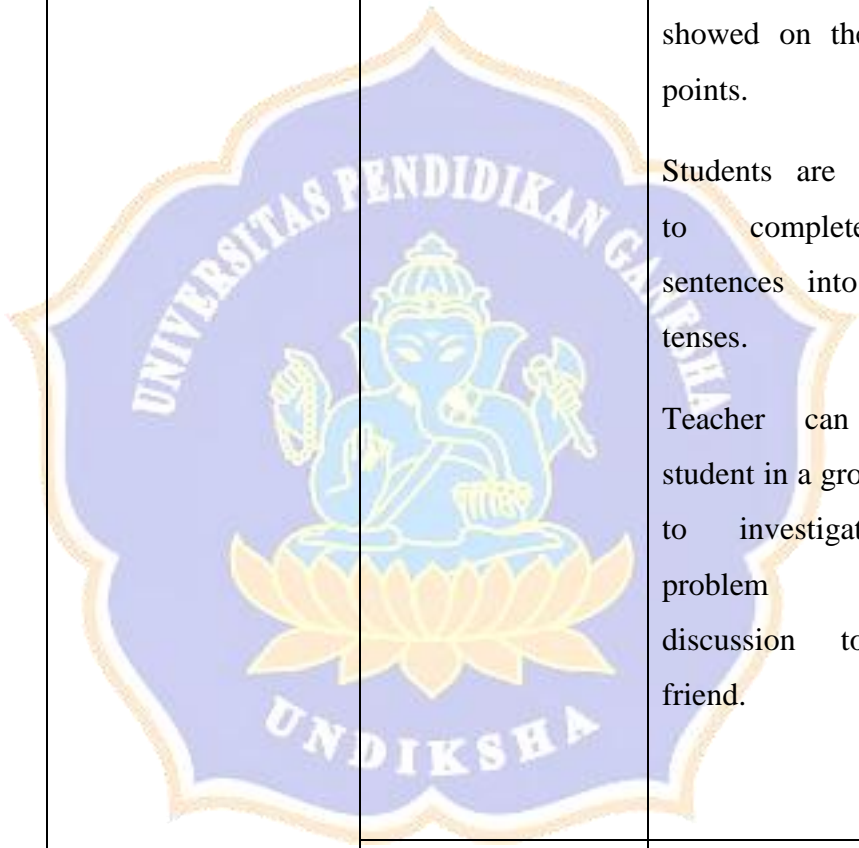 showed on the
points.
Students are
to complete
sentences into
tenses.
Teacher can
student in a gro
to investigat
problem
discussion to
friend.
UNIVERSITAS PENDIDIKAN GANESHA
UNDIKSHA